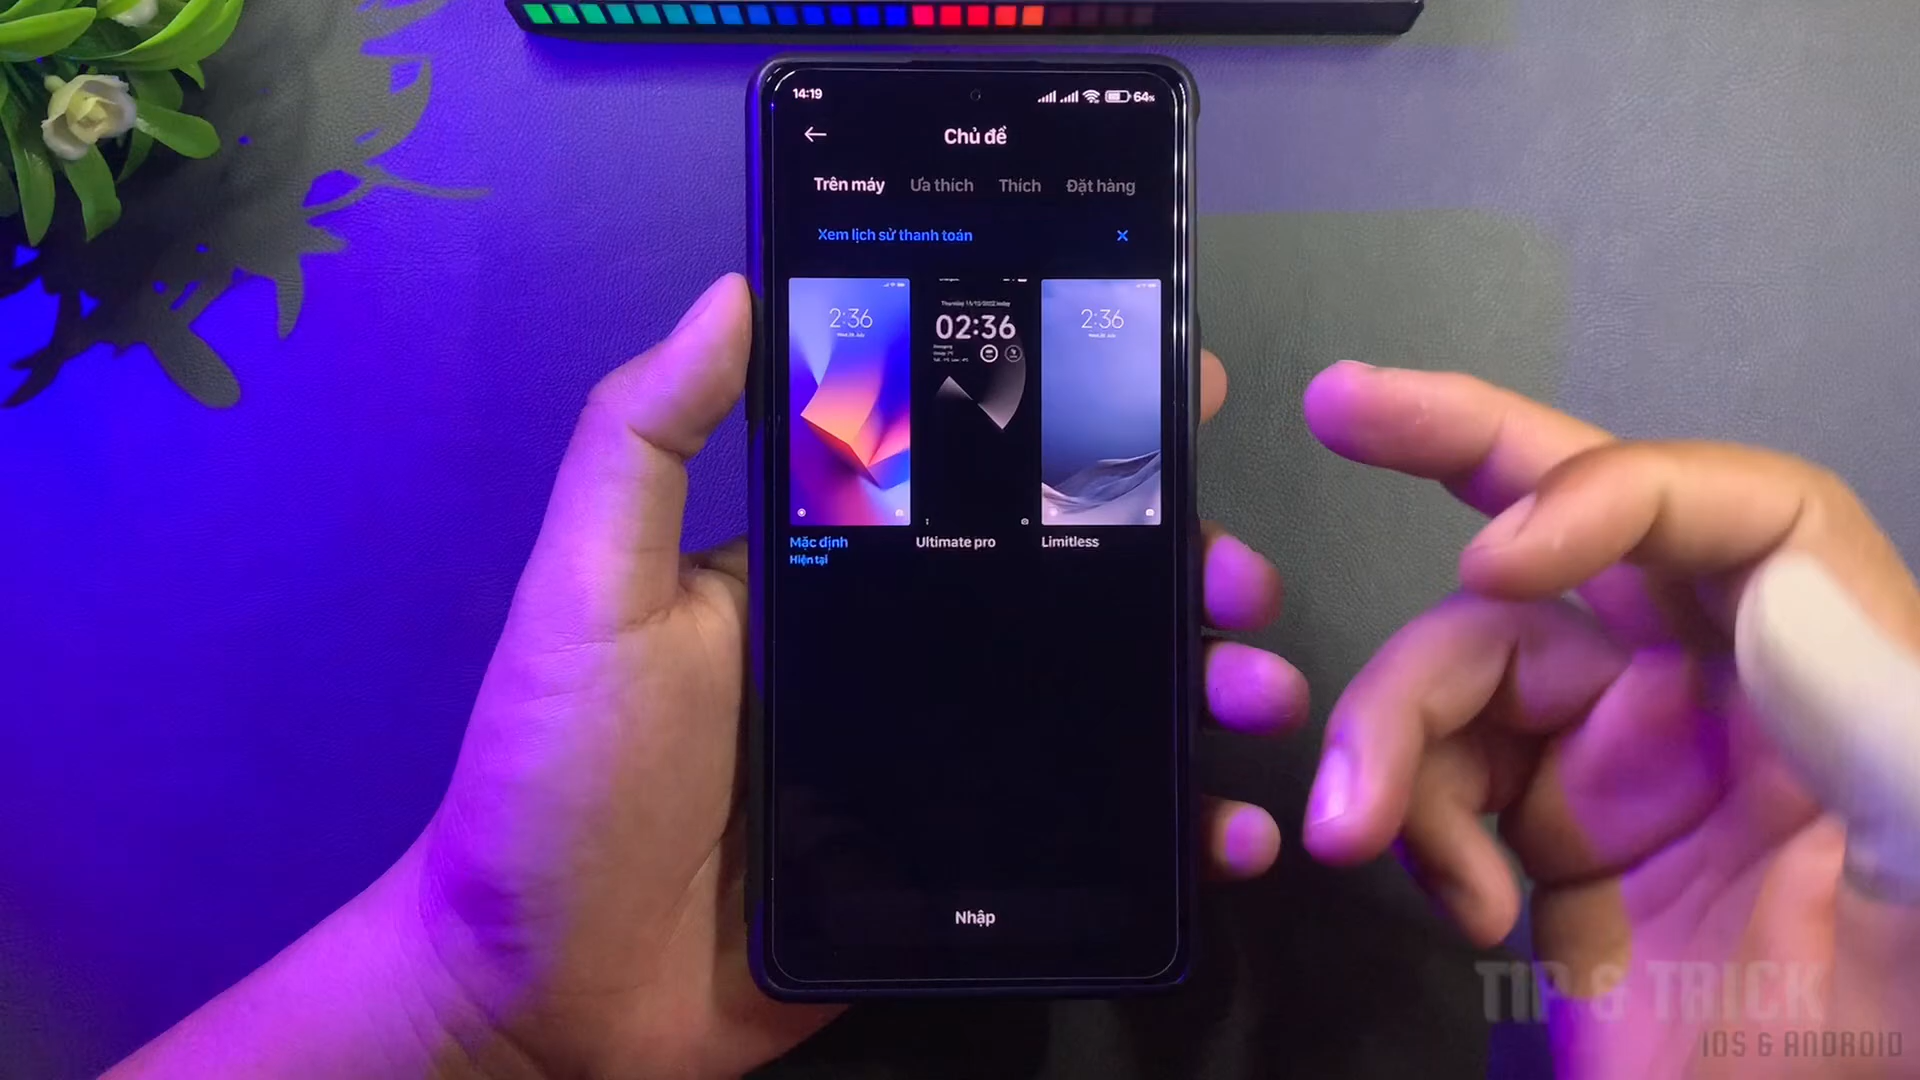 14:19
64%
Chủ đề
Trên máy Ưa thích Thích Đặt hàng
Xem lịch sử thanh toán
2:36
02:36
2:36
Mặc định
Hiện tại
Ultimate pro
Limitless
Nhập
TIP & TRICK
IOS & ANDROID